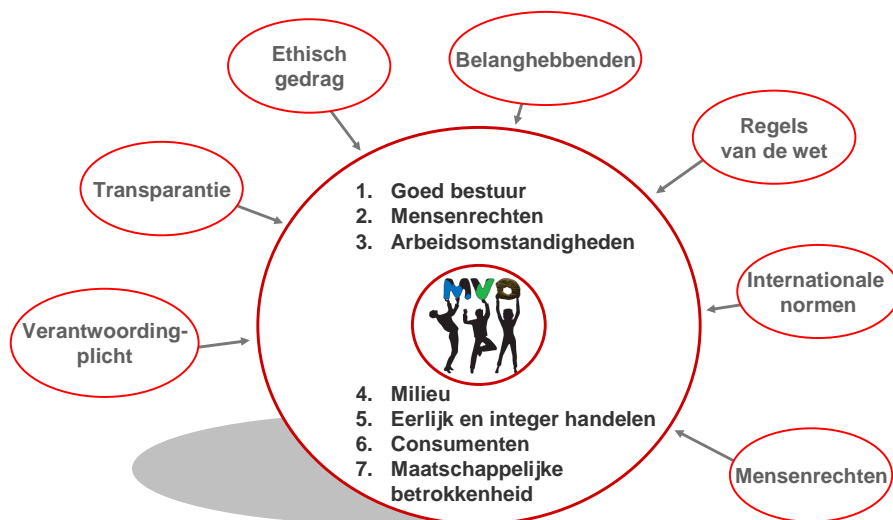 Ethisch
gedrag
Belanghebbenden
Regels
van de wet
Transparantie
1. Goed bestuur
2. Mensenrechten
3. Arbeidsomstandigheden
MVO
Internationale
normen
Verantwoording-
plicht
4. Milieu
5. Eerlijk en integer handelen
6. Consumenten
7. Maatschappelijke
betrokkenheid
Mensenrechten